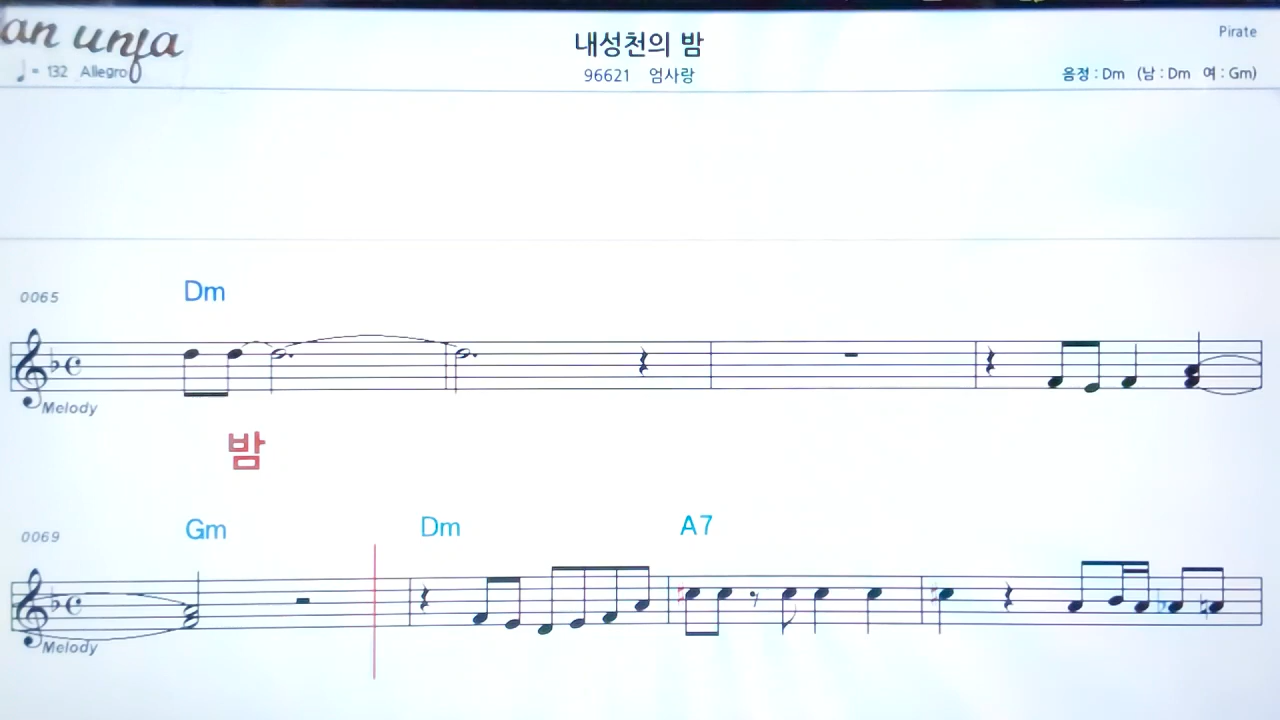 an unja
♩= 132 Allegro
내성천의 밤
96621 엄사랑
Pirate
음정 : Dm (남 : Dm 여 : Gm)
Dm
0065
Melody
밤
0069
Gm Dm A7
Melody